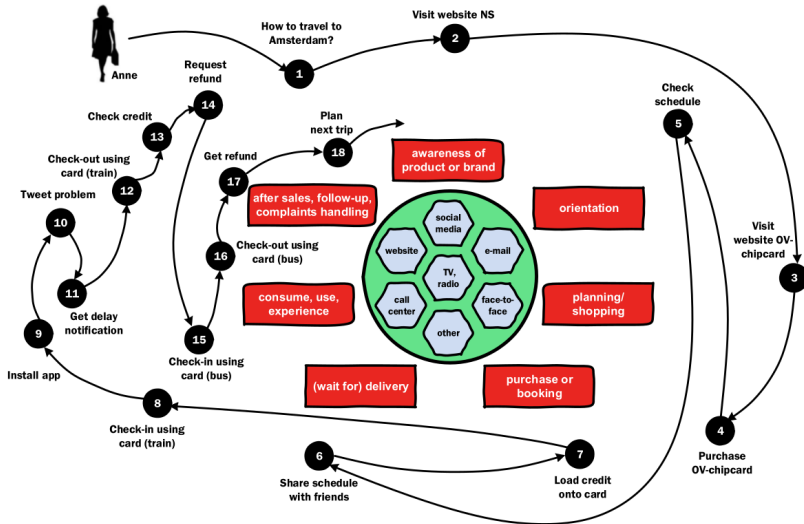 Anne
How to travel to
Amsterdam?
1
Visit website NS
2
Visit
website OV-
chipcard
3
4
Purchase
OV-chipcard
Check
schedule
5
6
Share schedule
with friends
7
Load credit
onto card
8
Check-in using
card (train)
9
Install app
Tweet problem
10
11
Get delay
notification
Check-out using
card (train)
12
Check credit
13
Request
refund
14
15
Check-in using
card (bus)
16
Check-out using
card (bus)
Get refund
17
Plan
next trip
18
awareness of
product or brand
orientation
planning/
shopping
purchase or
booking
(wait for) delivery
consume, use,
experience
after sales, follow-up,
complaints handling
social
media
website
e-mail
TV,
radio
call
center
face-to-
face
other